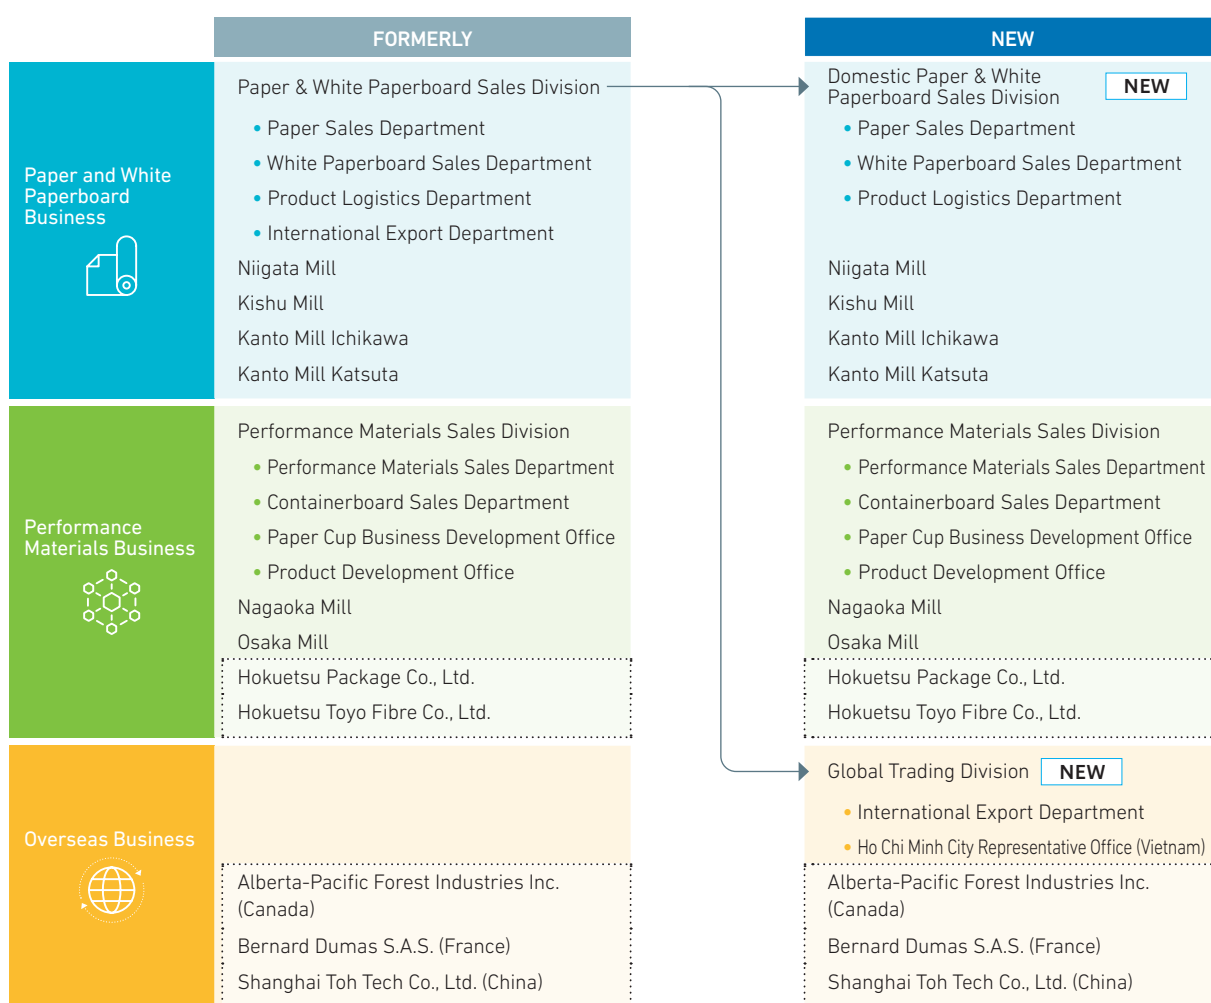 FORMERLY
NEW
Paper and White
Paperboard
Business
Paper & White Paperboard Sales Division
• Paper Sales Department
• White Paperboard Sales Department
• Product Logistics Department
• International Export Department
Niigata Mill
Kishu Mill
Kanto Mill Ichikawa
Kanto Mill Katsuta
Domestic Paper & White
Paperboard Sales Division
NEW
• Paper Sales Department
• White Paperboard Sales Department
• Product Logistics Department
Niigata Mill
Kishu Mill
Kanto Mill Ichikawa
Kanto Mill Katsuta
Performance
Materials Business
Performance Materials Sales Division
• Performance Materials Sales Department
• Containerboard Sales Department
• Paper Cup Business Development Office
• Product Development Office
Nagaoka Mill
Osaka Mill
Hokuetsu Package Co., Ltd.
Hokuetsu Toyo Fibre Co., Ltd.
Performance Materials Sales Division
• Performance Materials Sales Department
• Containerboard Sales Department
• Paper Cup Business Development Office
• Product Development Office
Nagaoka Mill
Osaka Mill
Hokuetsu Package Co., Ltd.
Hokuetsu Toyo Fibre Co., Ltd.
Overseas Business
Alberta-Pacific Forest Industries Inc.
(Canada)
Bernard Dumas S.A.S. (France)
Shanghai Toh Tech Co., Ltd. (China)
Global Trading Division NEW
• International Export Department
• Ho Chi Minh City Representative Office (Vietnam)
Alberta-Pacific Forest Industries Inc.
(Canada)
Bernard Dumas S.A.S. (France)
Shanghai Toh Tech Co., Ltd. (China)